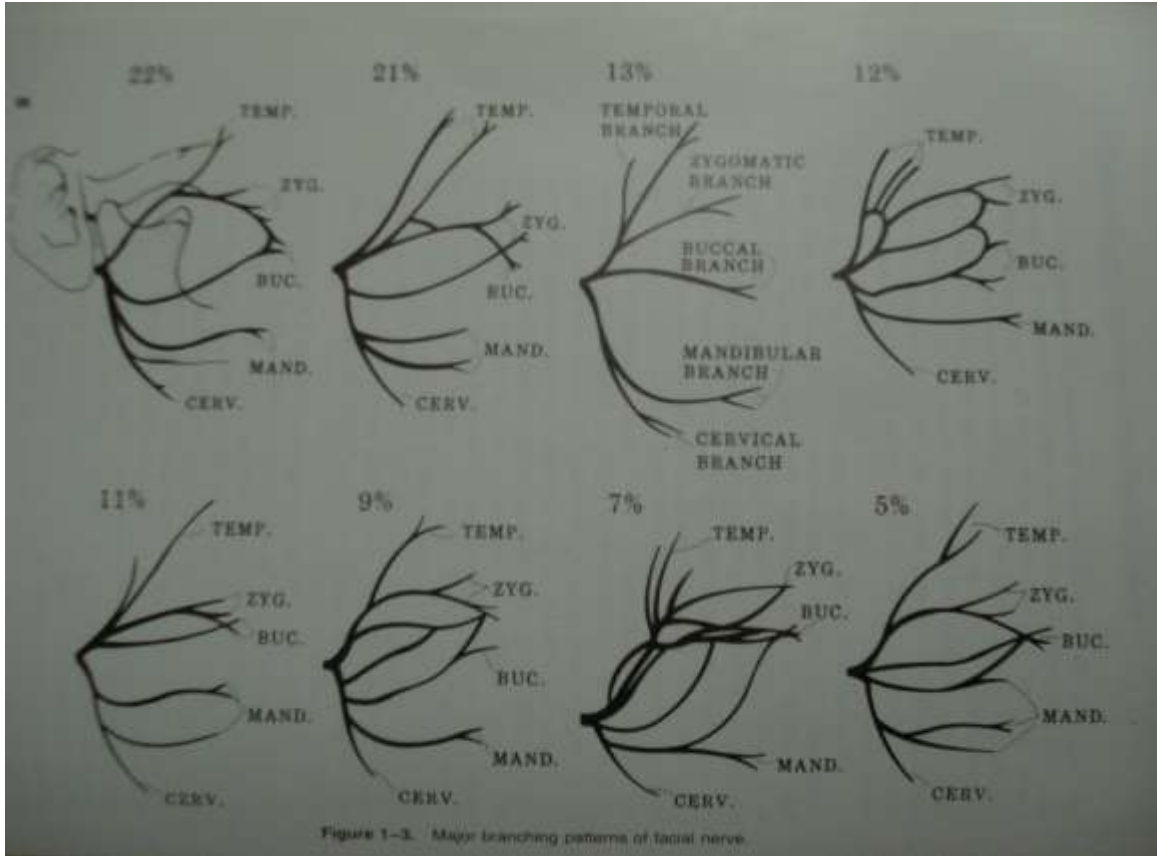 22%
TEMP.
ZYG.
BUC.
MAND.
CERV.
21%
TEMP.
ZYG.
BUC.
MAND.
CERV.
13%
TEMPORAL
BRANCH
ZYGOMATIC
BRANCH
BUCCAL
BRANCH
MANDIBULAR
BRANCH
CERVICAL
BRANCH
12%
TEMP.
ZYG.
BUC.
MAND.
CERV.
11%
TEMP.
ZYG.
BUC.
MAND.
CERV.
9%
TEMP.
ZYG.
BUC.
MAND.
CERV.
7%
TEMP.
ZYG.
BUC.
MAND.
CERV.
5%
TEMP.
ZYG.
BUC.
MAND.
CERV.
Figure 1–3. Major branching patterns of facial nerve.